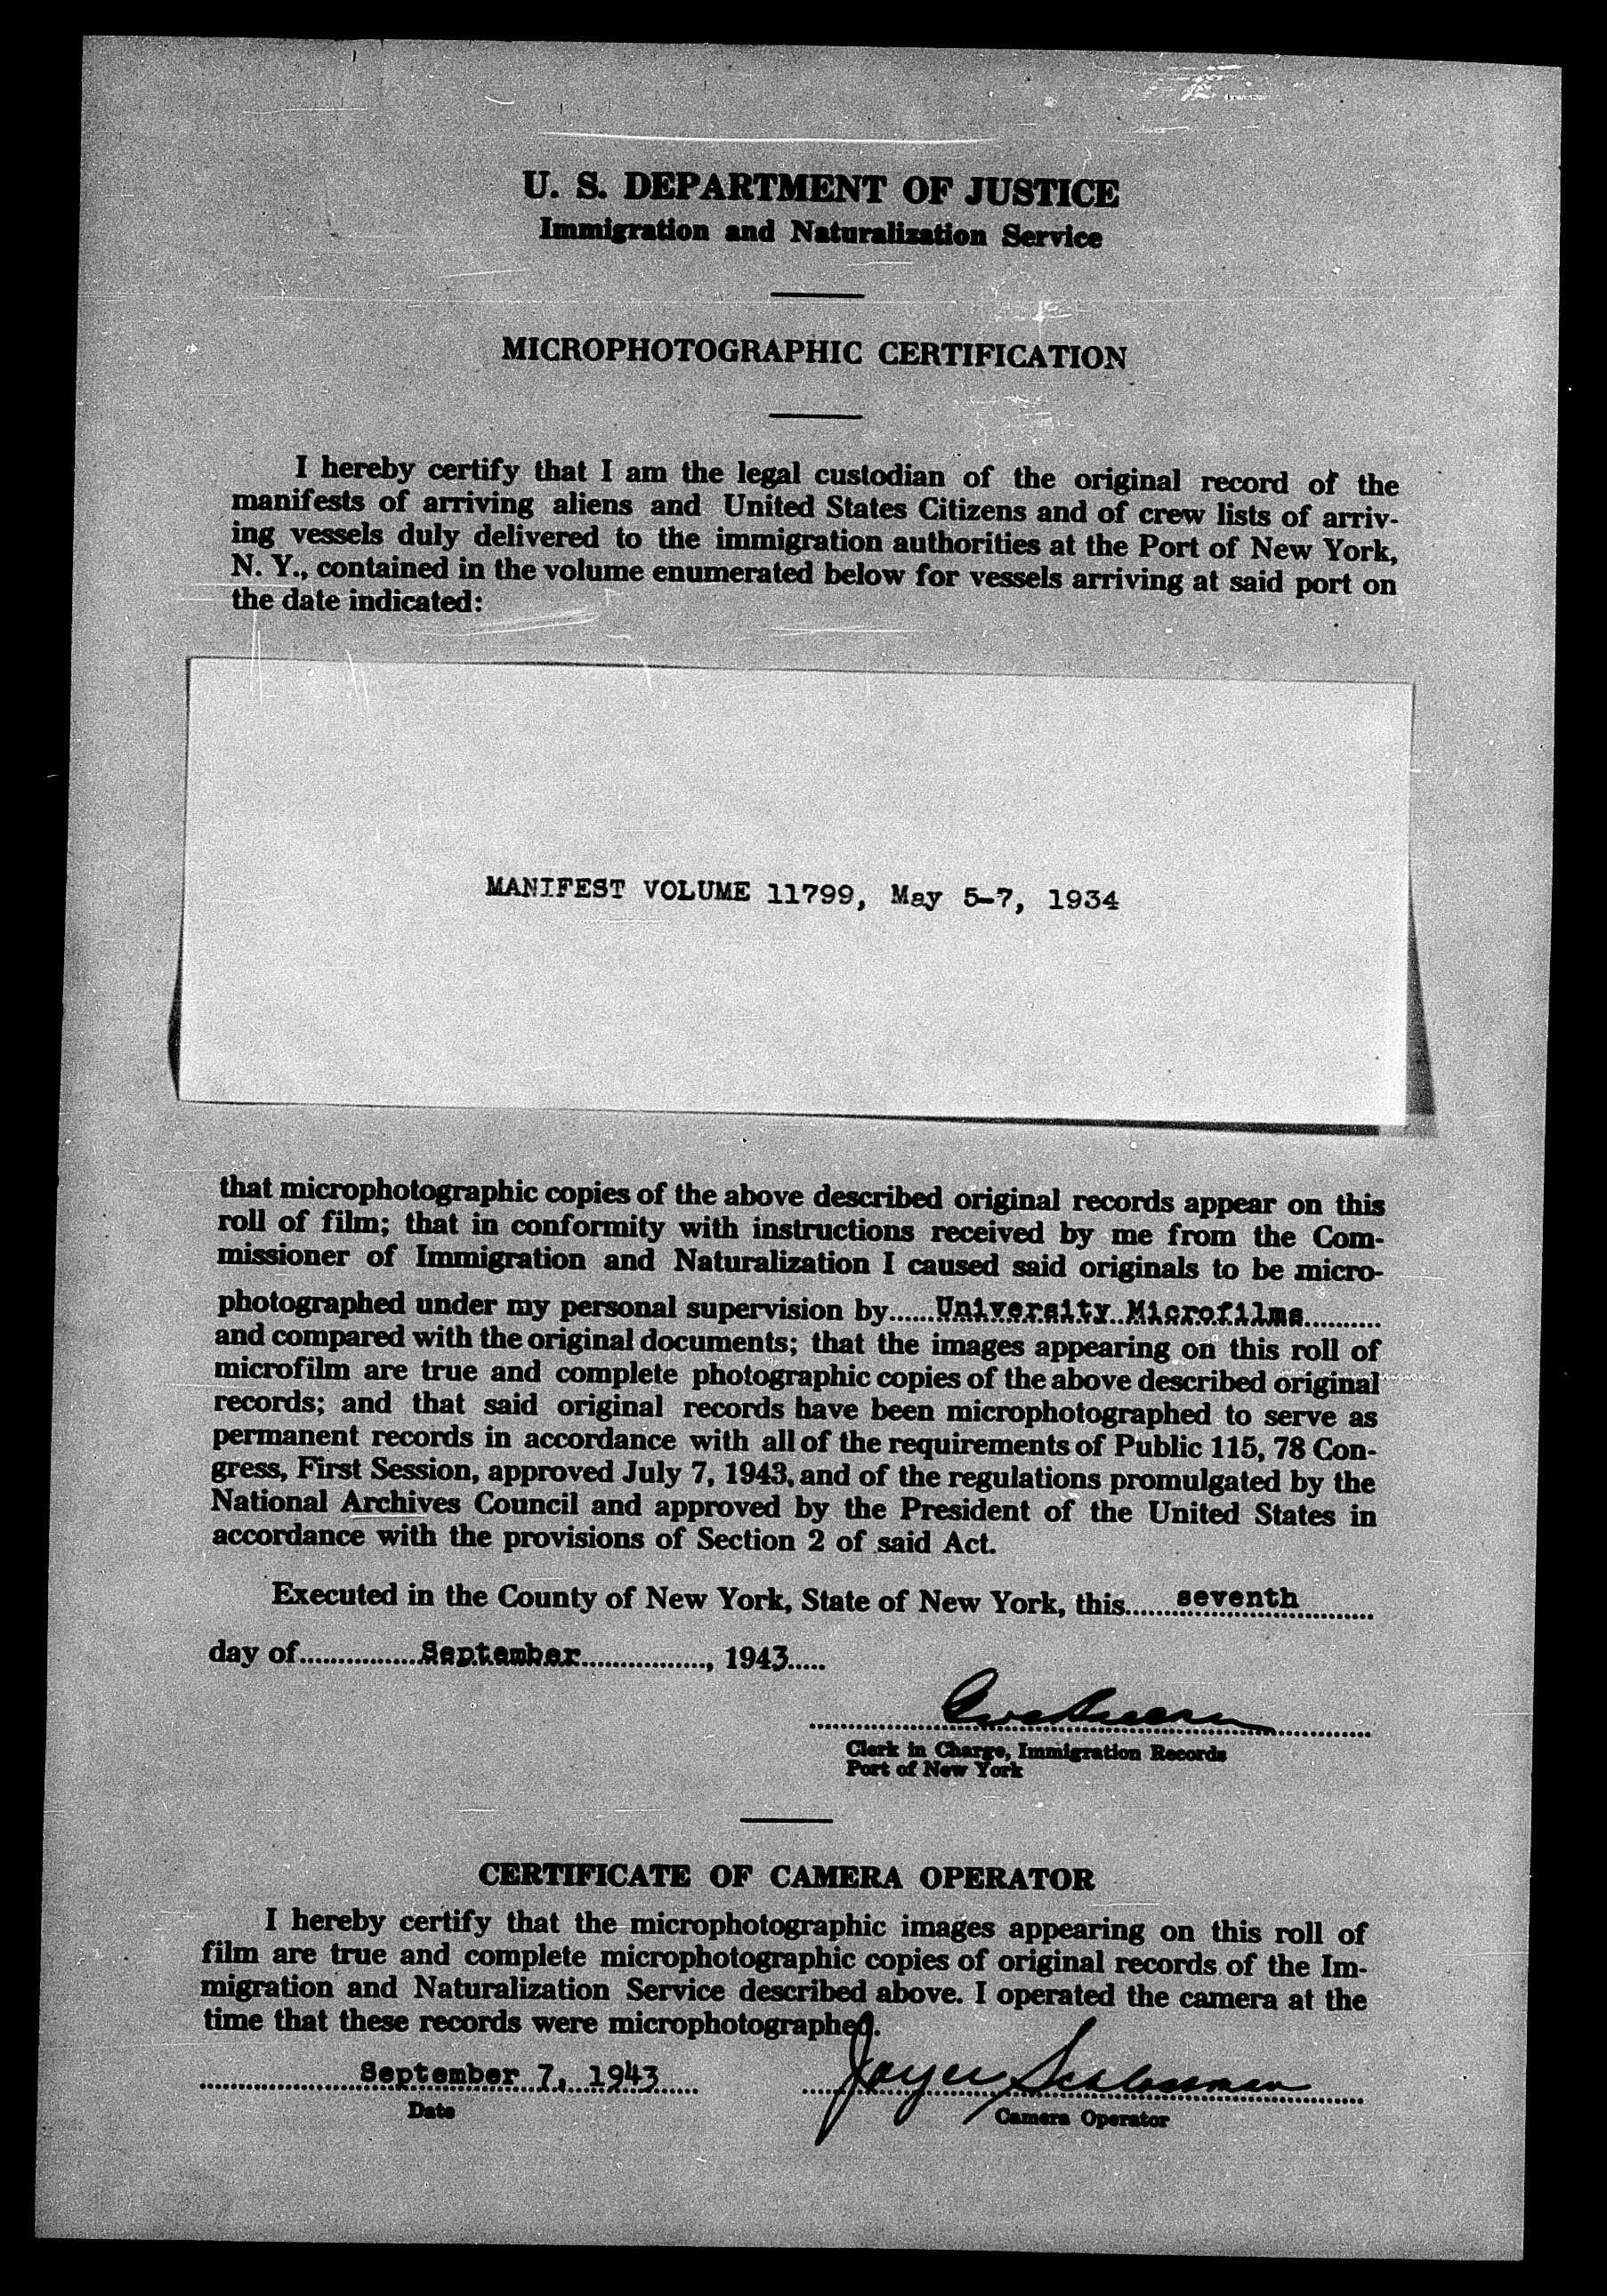 U. S. DEPARTMENT OF JUSTICE
Immigration and Naturalization Service
MICROPHOTOGRAPHIC CERTIFICATION
I hereby certify that I am the legal custodian of the original record of the
manifests of arriving aliens and United States Citizens and of crew lists of arriv-
ing vessels duly delivered to the immigration authorities at the Port of New York,
N. Y., contained in the volume enumerated below for vessels arriving at said port on
the date indicated:
MANIFEST VOLUME 11799, May 5-7, 1934
that microphotographic copies of the above described original records appear on this
roll of film; that in conformity with instructions received by me from the Com-
missioner of Immigration and Naturalization I caused said originals to be micro-
photographed under my personal supervision by......University Microfilms..........
and compared with the original documents; that the images appearing on this roll of
microfilm are true and complete photographic copies of the above described original
records; and that said original records have been microphotographed to serve as
permanent records in accordance with all of the requirements of Public 115, 78 Con-
gress, First Session, approved July 7, 1943, and of the regulations promulgated by the
National Archives Council and approved by the President of the United States in
accordance with the provisions of Section 2 of said Act.
Executed in the County of New York, State of New York, this.......seventh..........
day of................September................., 1943.....
Clerk in Charge, Immigration Records
Port of New York
CERTIFICATE OF CAMERA OPERATOR
I hereby certify that the microphotographic images appearing on this roll of
film are true and complete microphotographic copies of original records of the Im-
migration and Naturalization Service described above. I operated the camera at the
time that these records were microphotographed.
September 7, 1943
Date
Camera Operator